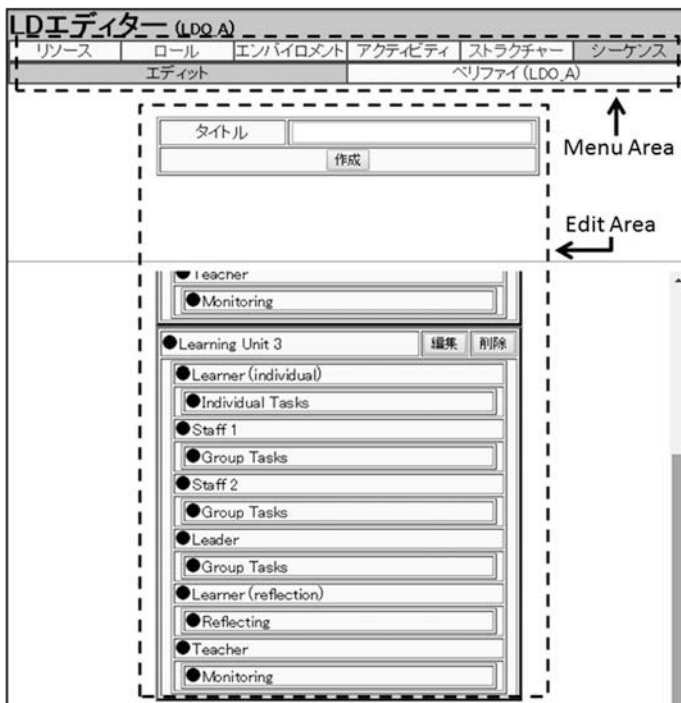 LDエディター (LDO_A)
リソース ロール エンバイロメント アクティビティ ストラクチャー シーケンス
エディット ベリファイ (LDO_A)
タイトル
作成
Menu Area
Edit Area
●Teacher
●Monitoring
●Learning Unit 3 編集 削除
●Learner (individual)
●Individual Tasks
●Staff 1
●Group Tasks
●Staff 2
●Group Tasks
●Leader
●Group Tasks
●Learner (reflection)
●Reflecting
●Teacher
●Monitoring